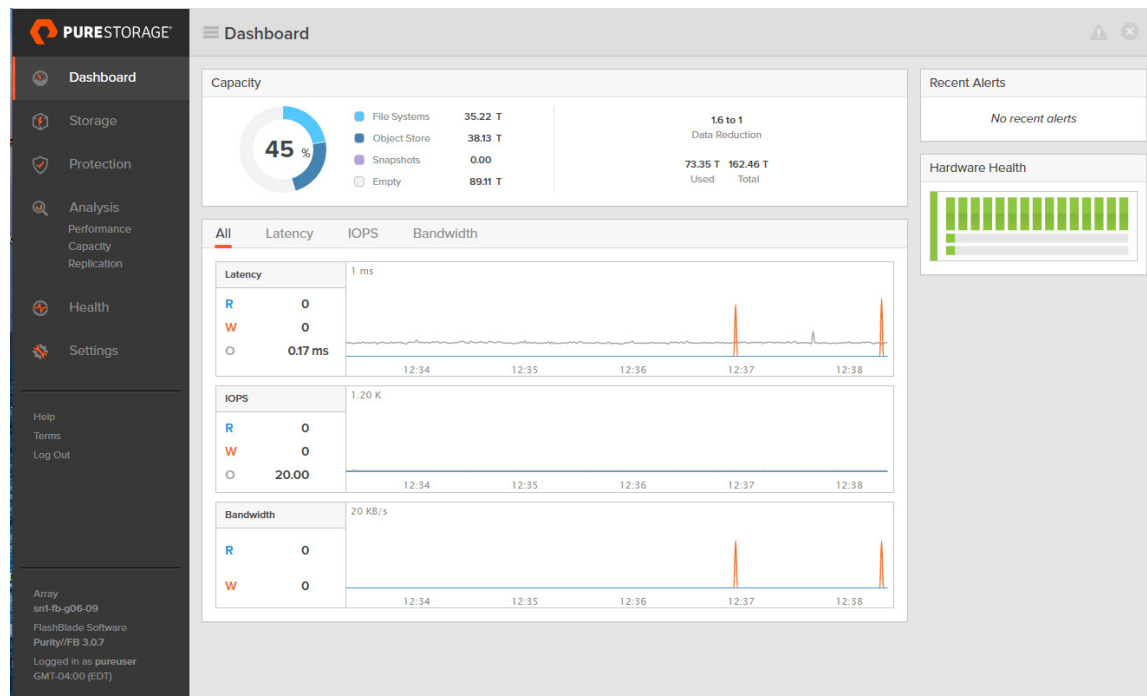 PURESTORAGE®
Dashboard
Dashboard
Storage
Protection
Analysis
Performance
Capacity
Replication
Health
Settings
Help
Terms
Log Out
Array
sn1-fb-g06-09
FlashBlade Software
Purity//FB 3.0.7
Logged in as pureuser
GMT-04:00 (EDT)
Capacity
45 %
File Systems 35.22 T
Object Store 38.13 T
Snapshots 0.00
Empty 89.11 T
1.6 to 1
Data Reduction
73.35 T 162.46 T
Used Total
All Latency IOPS Bandwidth
Latency
R 0
W 0
O 0.17 ms
1 ms
12:34 12:35 12:36 12:37 12:38
IOPS
R 0
W 0
O 20.00
1.20 K
12:34 12:35 12:36 12:37 12:38
Bandwidth
R 0
W 0
20 KB/s
12:34 12:35 12:36 12:37 12:38
Recent Alerts
No recent alerts
Hardware Health